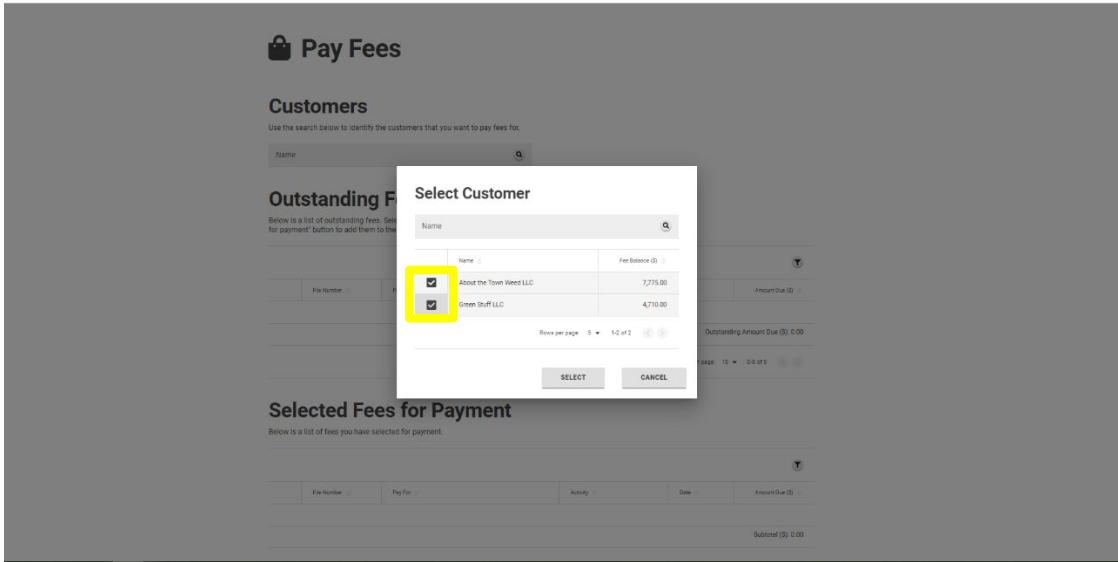 Pay Fees
Customers
Use the search below to identify the customers that you want to pay fees for.
Name
Outstanding F
Below is a list of outstanding fees. Sele
for payment" button to add them to the
Select Customer
Name
Name Fee Balance ($)
About the Town Weed LLC 7,775.00
Green Stuff LLC 4,710.00
Rows per page 5 1-2 of 2
SELECT CANCEL
File Number Amount Due ($)
Outstanding Amount Due ($): 0.00
page 10 0-0 of 0
Selected Fees for Payment
Below is a list of fees you have selected for payment.
File Number Pay For Activity Date Amount Due ($)
Subtotal ($): 0.00